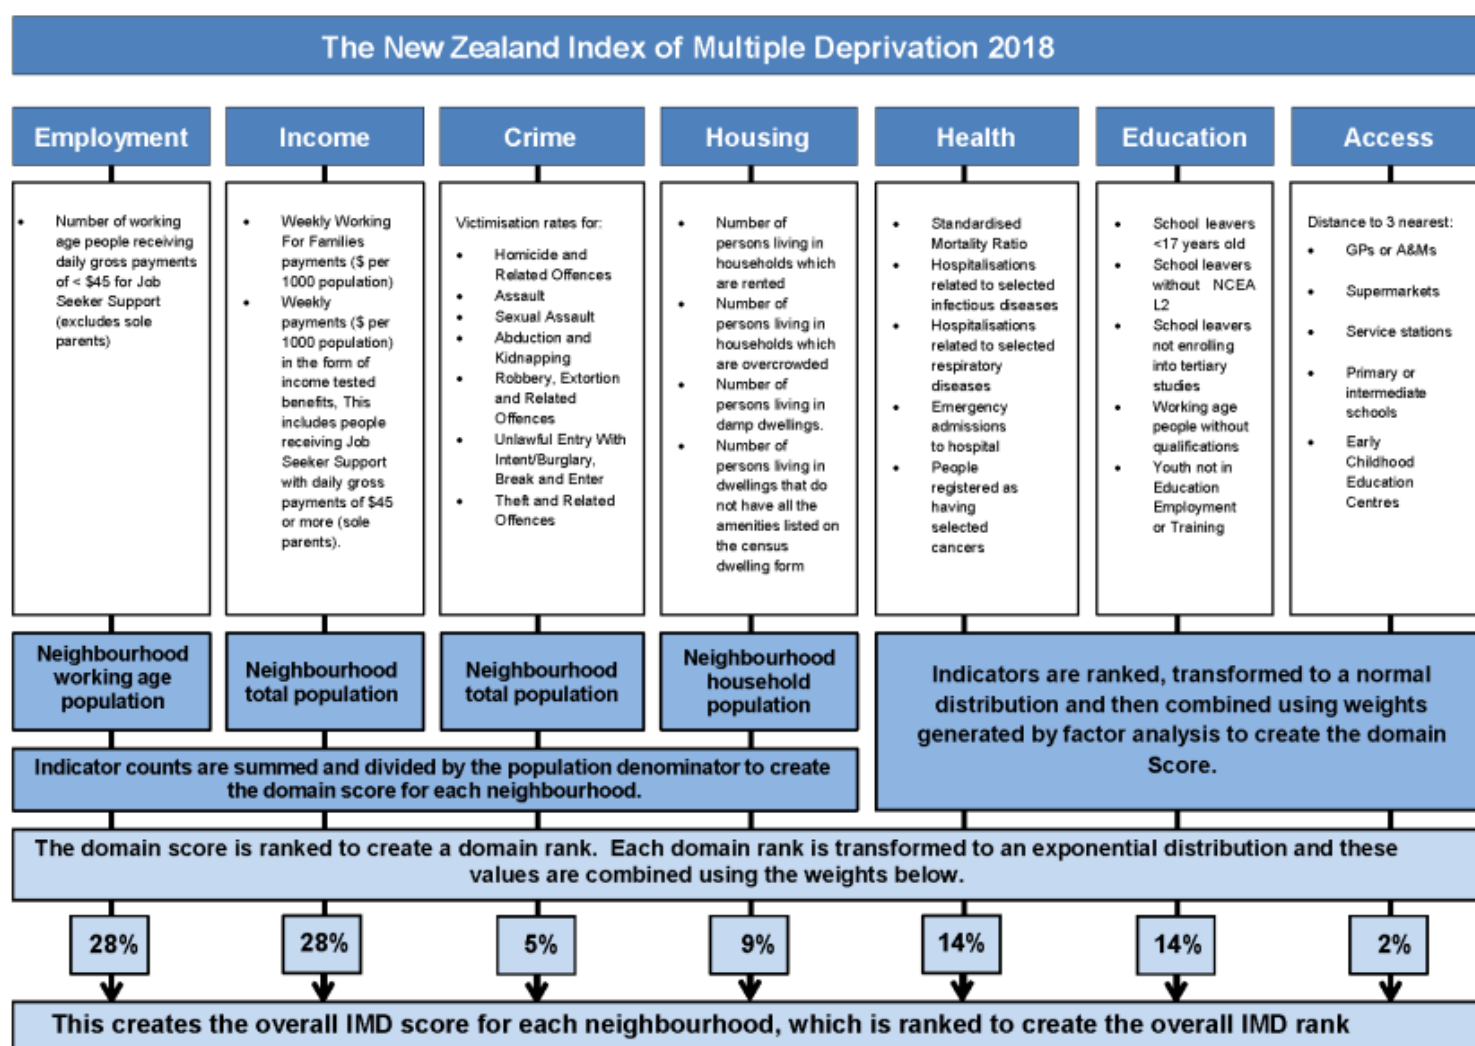 The New Zealand Index of Multiple Deprivation 2018
Employment
Income
Crime
Housing
Health
Education
Access
• Number of working
age people receiving
daily gross payments
of < $45 for Job
Seeker Support
(excludes sole
parents)
• Weekly Working
For Families
payments ($ per
1000 population)
• Weekly
payments ($ per
1000 population)
in the form of
income tested
benefits, This
includes people
receiving Job
Seeker Support
with daily gross
payments of $45
or more (sole
parents).
Victimisation rates for:
• Homicide and
Related Offences
• Assault
• Sexual Assault
• Abduction and
Kidnapping
• Robbery, Extortion
and Related
Offences
• Unlawful Entry With
Intent/Burglary,
Break and Enter
• Theft and Related
Offences
• Number of
persons living in
households which
are rented
• Number of
persons living in
households which
are overcrowded
• Number of
persons living in
damp dwellings.
• Number of
persons living in
dwellings that do
not have all the
amenities listed on
the census
dwelling form
• Standardised
Mortality Ratio
• Hospitalisations
related to selected
infectious diseases
• Hospitalisations
related to selected
respiratory
diseases
• Emergency
admissions
to hospital
• People
registered as
having
selected
cancers
• School leavers
<17 years old
• School leavers
without NCEA
L2
• School leavers
not enrolling
into tertiary
studies
• Working age
people without
qualifications
• Youth not in
Education
Employment
or Training
Distance to 3 nearest:
• GPs or A&Ms
• Supermarkets
• Service stations
• Primary or
intermediate
schools
• Early
Childhood
Education
Centres
Neighbourhood
working age
population
Neighbourhood
total population
Neighbourhood
total population
Neighbourhood
household
population
Indicators are ranked, transformed to a normal
distribution and then combined using weights
generated by factor analysis to create the domain
Score.
Indicator counts are summed and divided by the population denominator to create
the domain score for each neighbourhood.
The domain score is ranked to create a domain rank. Each domain rank is transformed to an exponential distribution and these
values are combined using the weights below.
28%
28%
5%
9%
14%
14%
2%
This creates the overall IMD score for each neighbourhood, which is ranked to create the overall IMD rank